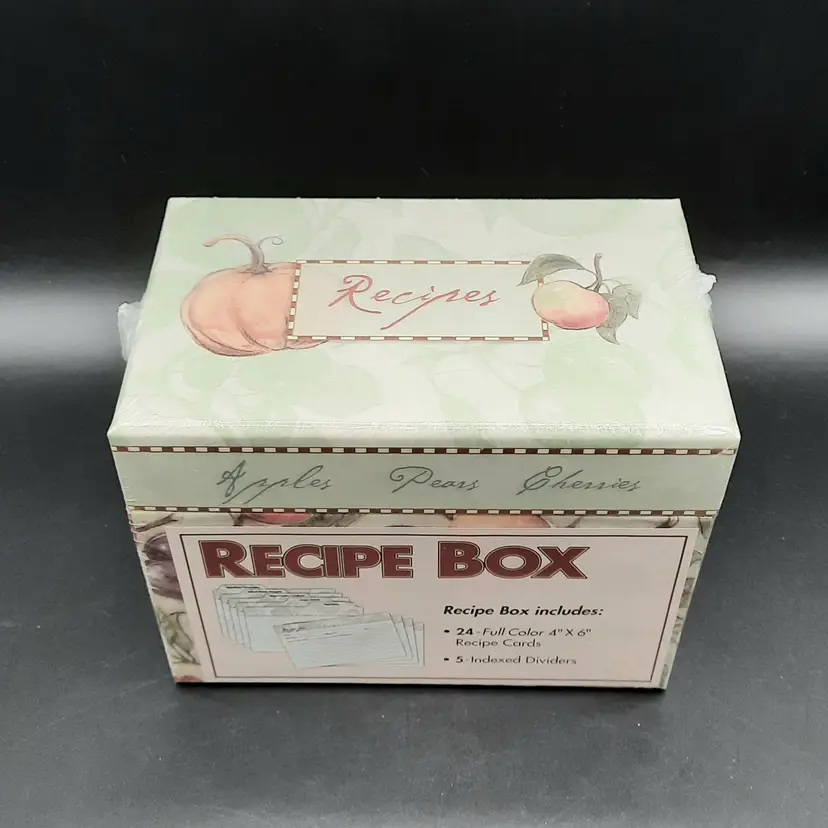 Recipes
Apples Pears Cherries
RECIPE BOX
Recipe Box includes:
• 24-Full Color 4" X 6"
Recipe Cards
• 5-Indexed Dividers